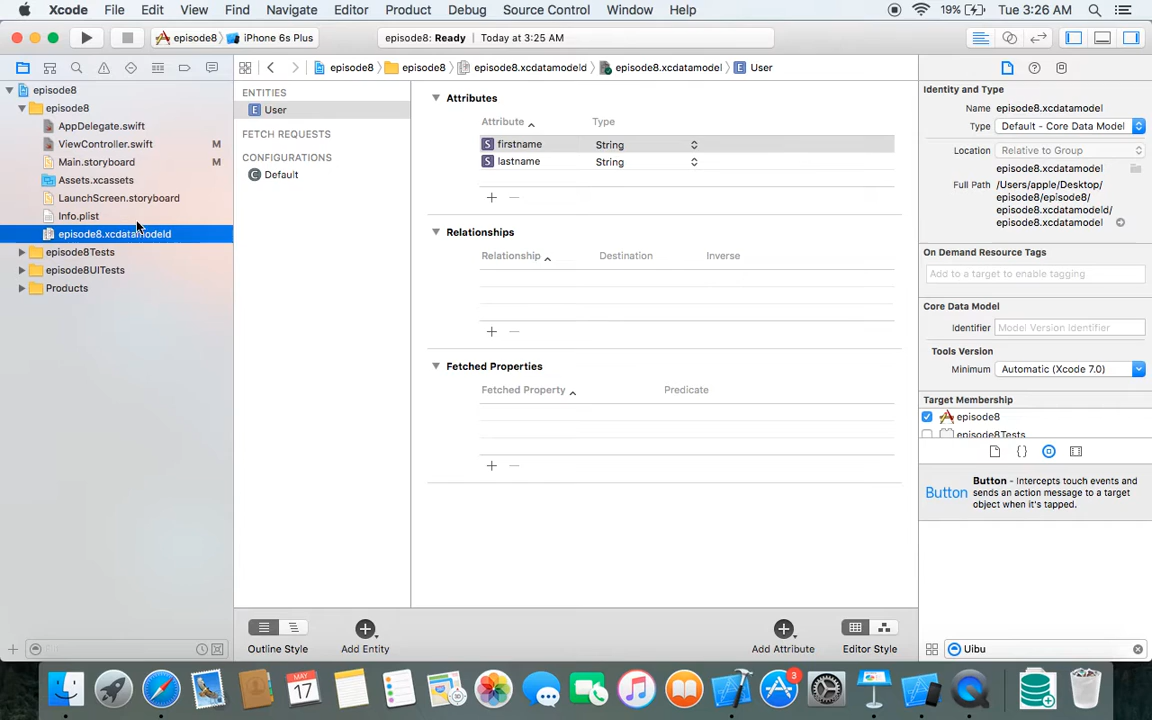 Xcode File Edit View Find Navigate Editor Product Debug Source Control Window Help 19% Tue 3:26 AM
episode8 iPhone 6s Plus episode8: Ready Today at 3:25 AM
episode8 episode8 episode8.xcdatamodeld episode8.xcdatamodel E User
episode8
episode8
AppDelegate.swift
ViewController.swift M
Main.storyboard M
Assets.xcassets
LaunchScreen.storyboard
Info.plist
episode8.xcdatamodeld
episode8Tests
episode8UITests
Products
ENTITIES
E User
FETCH REQUESTS
CONFIGURATIONS
C Default
Attributes
Attribute Type
S firstname String
S lastname String
Relationships
Relationship Destination Inverse
Fetched Properties
Fetched Property Predicate
Outline Style
Add Entity
Add Attribute
Editor Style
Identity and Type
Name episode8.xcdatamodel
Type Default - Core Data Model
Location Relative to Group
episode8.xcdatamodel
Full Path /Users/apple/Desktop/
episode8/episode8/
episode8.xcdatamodeld/
episode8.xcdatamodel
On Demand Resource Tags
Add to a target to enable tagging
Core Data Model
Identifier Model Version Identifier
Tools Version
Minimum Automatic (Xcode 7.0)
Target Membership
episode8
episode8Tests
Button
Button - Intercepts touch events and
sends an action message to a target
object when it's tapped.
Uibu
MAY
17
3